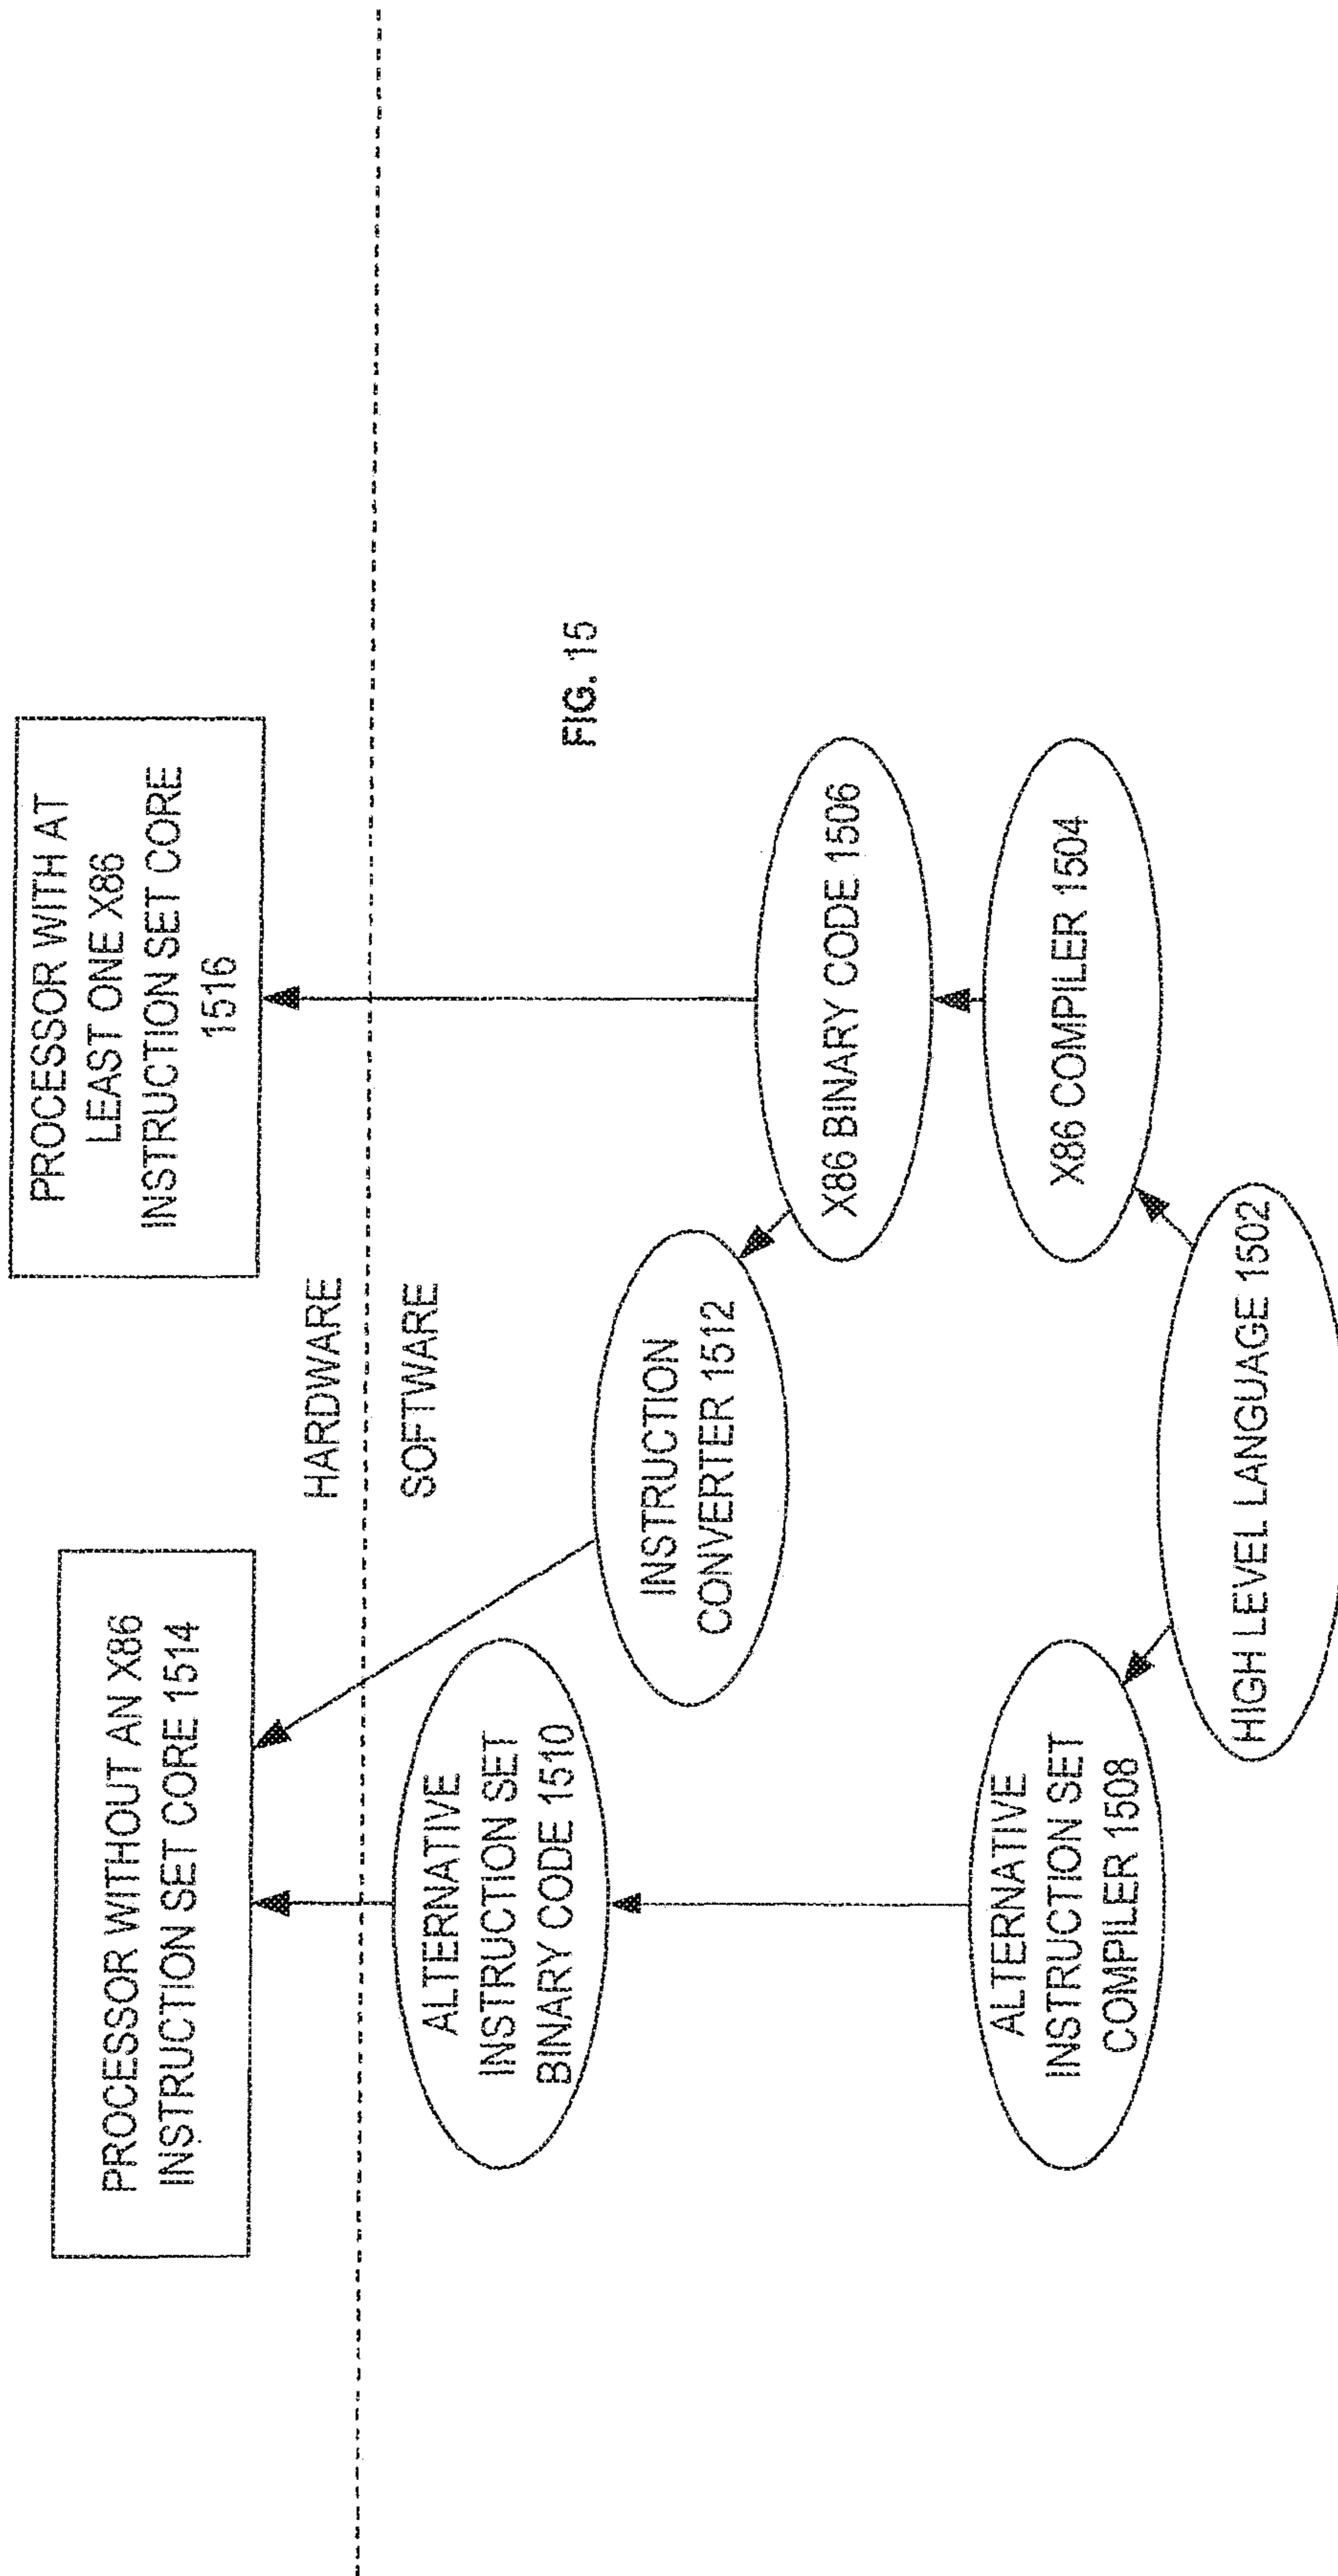 PROCESSOR WITHOUT AN X86
INSTRUCTION SET CORE 1514
PROCESSOR WITH AT
LEAST ONE X86
INSTRUCTION SET CORE
1516
HARDWARE
SOFTWARE
ALTERNATIVE
INSTRUCTION SET
BINARY CODE 1510
INSTRUCTION
CONVERTER 1512
FIG. 15
X86 BINARY CODE 1506
ALTERNATIVE
INSTRUCTION SET
COMPILER 1508
X86 COMPILER 1504
HIGH LEVEL LANGUAGE 1502